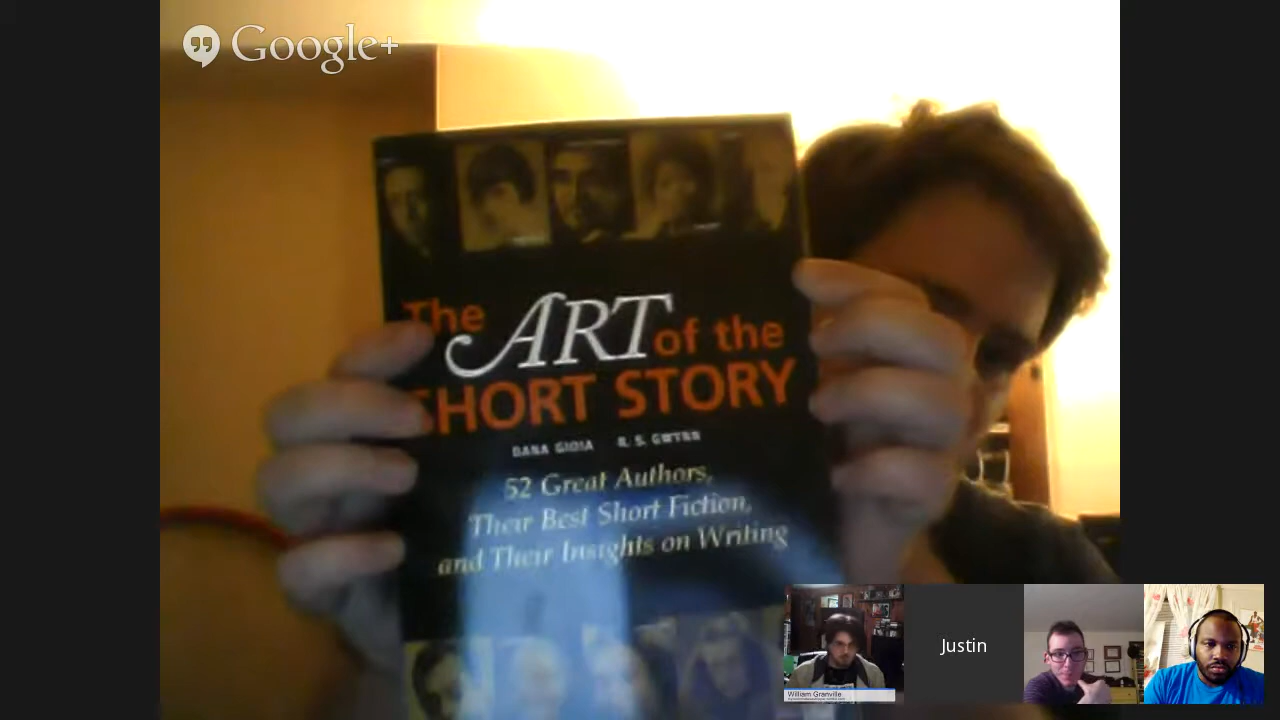 Google+
The ART of the
SHORT STORY
DANA GIOIA R. S. GWYNN
52 Great Authors,
Their Best Short Fiction,
and Their Insights on Writing
William Granville
Justin